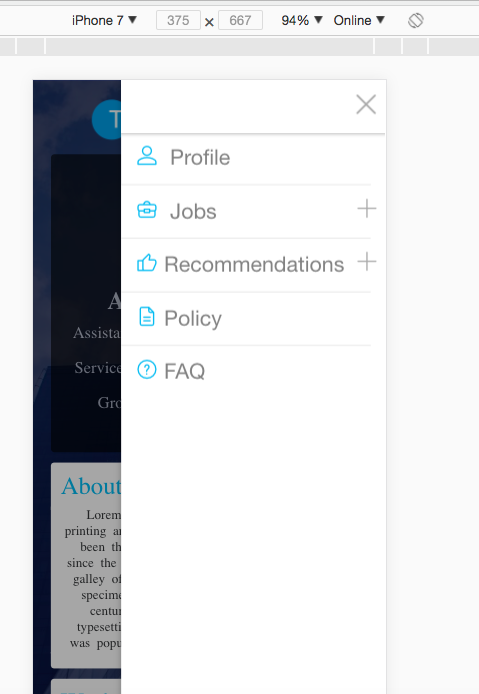 iPhone 7 ▼ 375 × 667 94% ▼ Online ▼
T
Profile
Jobs
Recommendations
Policy
FAQ
A
Assista
Service
Gro
About
Lorem
printing a
been th
since the
galley of
specime
centur
typesetti
was popu